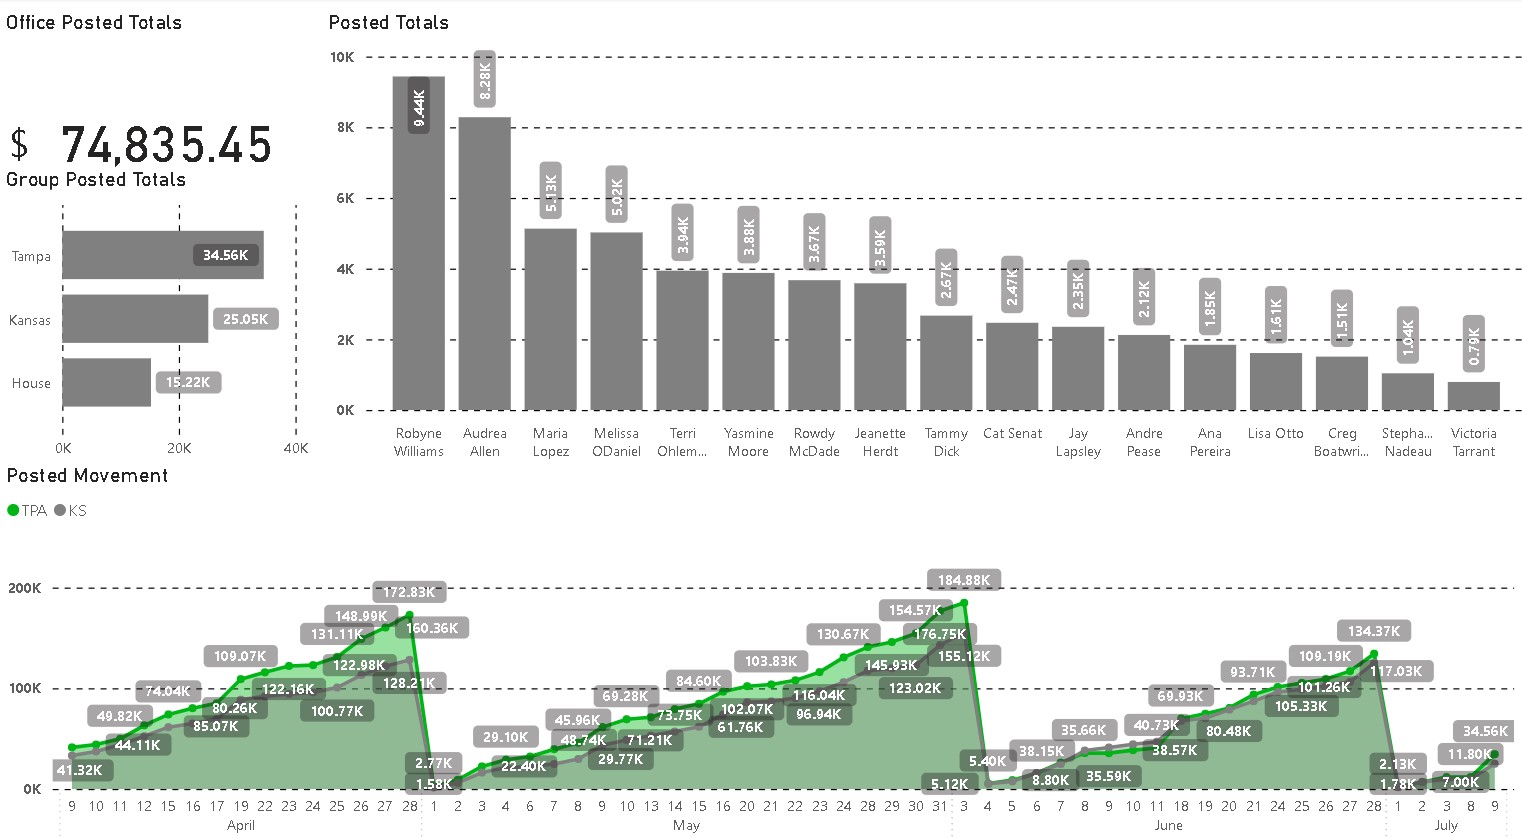 Office Posted Totals
$ 74,835.45
Group Posted Totals
Tampa 34.56K
Kansas 25.05K
House 15.22K
0K 20K 40K
Posted Totals
10K
8K
6K
4K
2K
0K
9.44K 8.28K 5.13K 5.02K 3.94K 3.88K 3.67K 3.59K 2.67K 2.47K 2.35K 2.12K 1.85K 1.61K 1.51K 1.04K 0.79K
Robyne Audrea Maria Melissa Terri Yasmine Rowdy Jeanette Tammy Cat Senat Jay Andre Ana Lisa Otto Creg Stepha... Victoria
Williams Allen Lopez ODaniel Ohlem... Moore McDade Herdt Dick Lapsley Pease Pereira Boatwri... Nadeau Tarrant
Posted Movement
TPA KS
200K
100K
0K
41.32K 49.82K 44.11K 74.04K 85.07K 80.26K 109.07K 122.16K 131.11K 100.77K 148.99K 122.98K 172.83K 160.36K 128.21K
2.77K 1.58K 29.10K 22.40K 45.96K 48.74K 69.28K 29.77K 71.21K 73.75K 84.60K 61.76K 102.07K 103.83K 116.04K 96.94K 130.67K 145.93K 154.57K 123.02K 176.75K
184.88K 155.12K 5.12K 5.40K 38.15K 8.80K 35.66K 35.59K 40.73K 38.57K 69.93K 80.48K 93.71K 105.33K 109.19K 101.26K 134.37K 117.03K
2.13K 1.78K 7.00K 11.80K 34.56K
9 10 11 12 15 16 17 19 22 23 24 25 26 27 28 1 2 3 4 6 7 8 9 10 13 14 15 16 20 21 22 23 24 28 29 30 31 3 4 5 6 7 8 9 10 11 18 19 20 21 24 25 26 27 28 1 2 3 8 9
April May June July